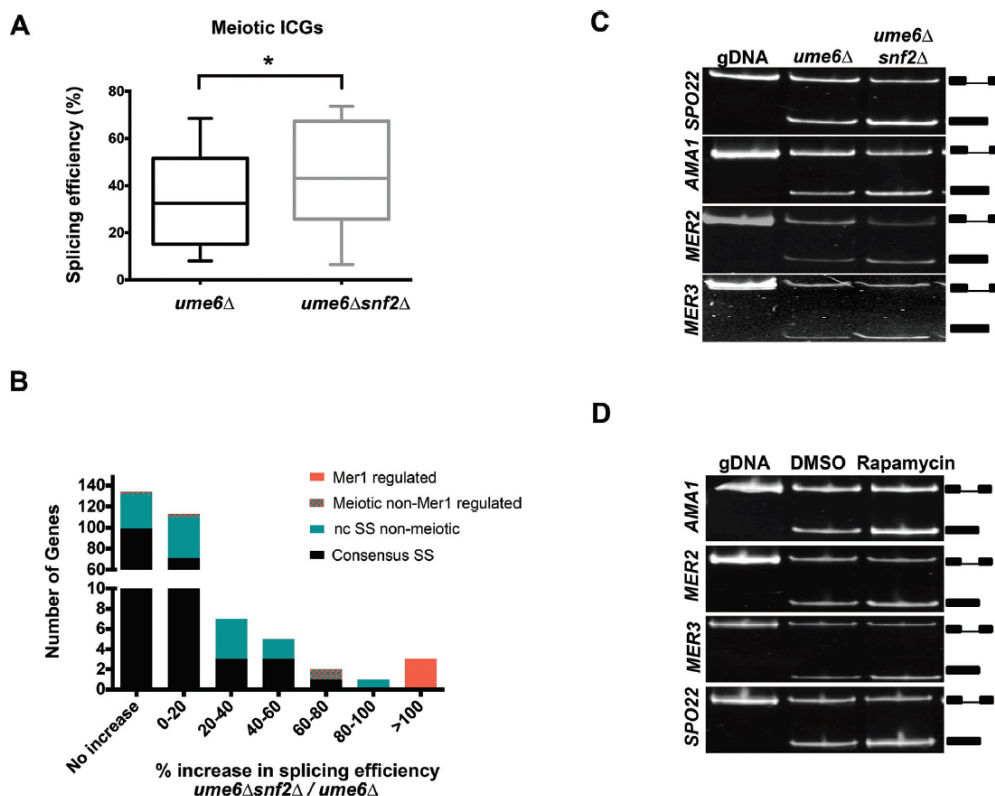 A
Meiotic ICGs
*
Splicing efficiency (%)
80
60
40
20
0
ume6Δ
ume6Δsnf2Δ
B
Number of Genes
140
120
100
80
60
10
8
6
4
2
0
Mer1 regulated
Meiotic non-Mer1 regulated
nc SS non-meiotic
Consensus SS
No increase
0-20
20-40
40-60
60-80
80-100
>100
% increase in splicing efficiency
ume6Δsnf2Δ / ume6Δ
C
gDNA
ume6Δ
ume6Δ
snf2Δ
SPO22
AMA1
MER2
MER3
D
gDNA DMSO Rapamycin
AMA1
MER2
MER3
SPO22